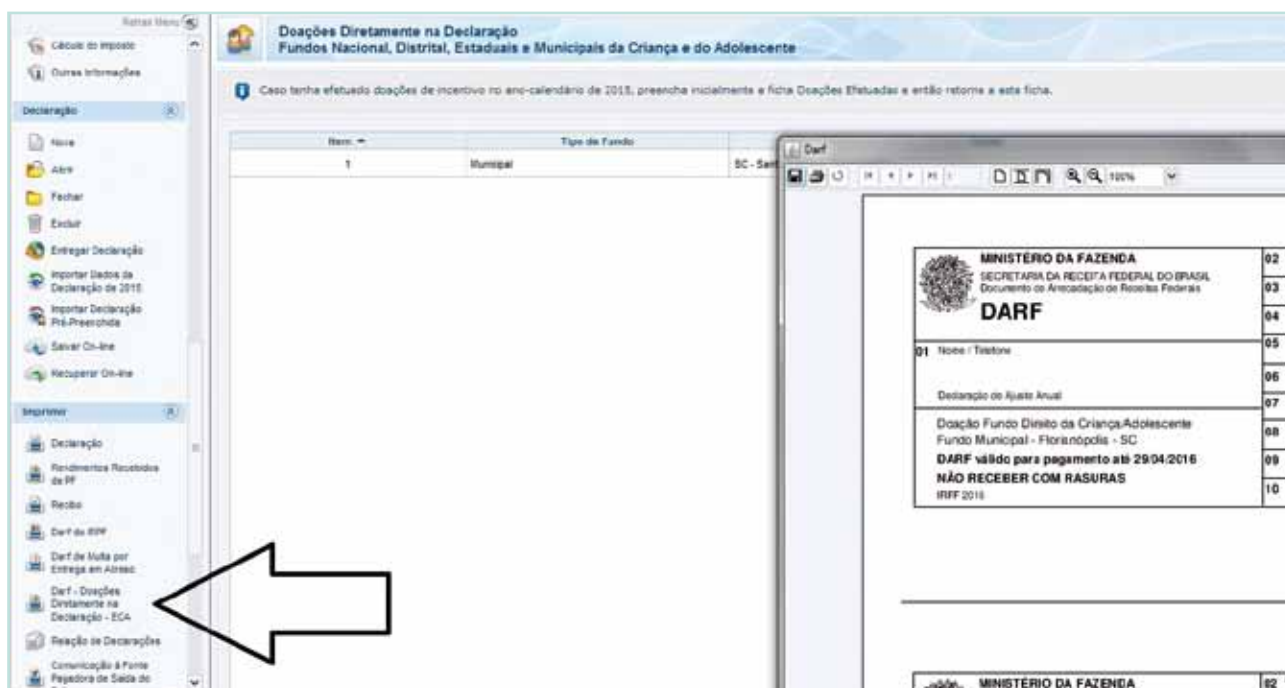 Retrair Menu
Cálculo do Imposto
Outras Informações
Declaração
Nova
Abrir
Fechar
Excluir
Entregar Declaração
Importar Dados da
Declaração de 2015
Importar Declaração
Pré-Preenchida
Salvar On-line
Recuperar On-line
Imprimir
Declaração
Rendimentos Recebidos
de PF
Recibo
Darf do IRPF
Darf de Multa por
Entrega em Atraso
Darf - Doações
Diretamente na
Declaração - ECA
Relação de Declarações
Comunicação à Fonte
Pagadora de Saída do
Doações Diretamente na Declaração
Fundos Nacional, Distrital, Estaduais e Municipais da Criança e do Adolescente
Caso tenha efetuado doações de incentivo no ano-calendário de 2015, preencha inicialmente a ficha Doações Efetuadas e então retorne a esta ficha.
Item Tipo de Fundo
1 Municipal SC - San
Darf
100%
MINISTÉRIO DA FAZENDA
SECRETARIA DA RECEITA FEDERAL DO BRASIL
Documento de Arrecadação de Receitas Federais
DARF
01 Nome / Telefone
Declaração de Ajuste Anual
Doação Fundo Direito da Criança/Adolescente
Fundo Municipal - Florianópolis - SC
DARF válido para pagamento até 29/04/2016
NÃO RECEBER COM RASURAS
IRPF 2016
02
03
04
05
06
07
08
09
10
MINISTÉRIO DA FAZENDA
02